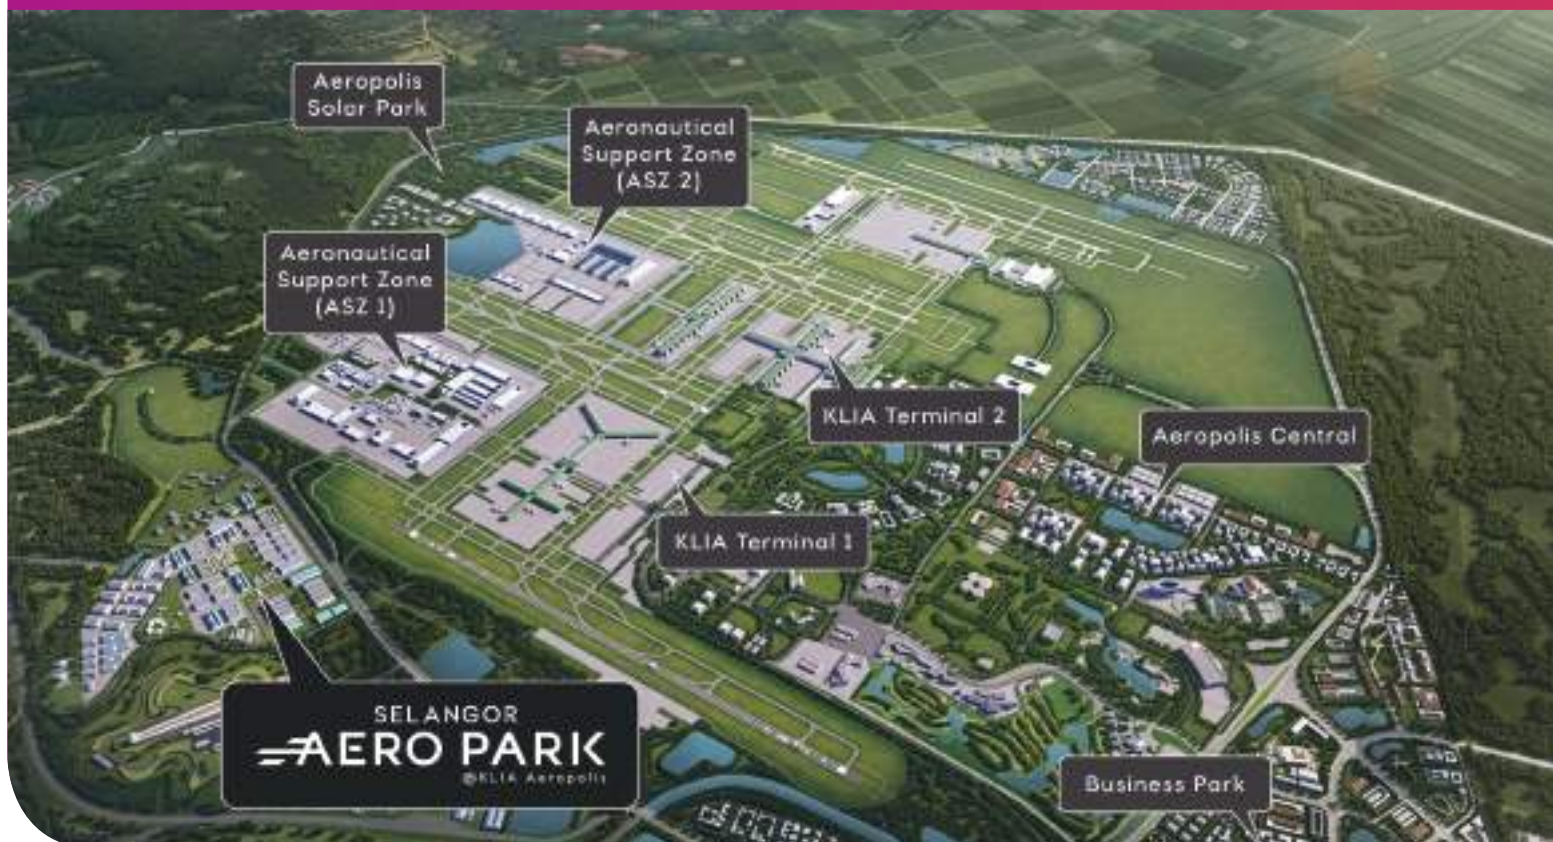 Aeropolis
Solar Park
Aeronautical
Support Zone
(ASZ 2)
Aeronautical
Support Zone
(ASZ 1)
KLIA Terminal 2
Aeropolis Central
KLIA Terminal 1
SELANGOR
AERO PARK
@KLIA Aeropolis
Business Park